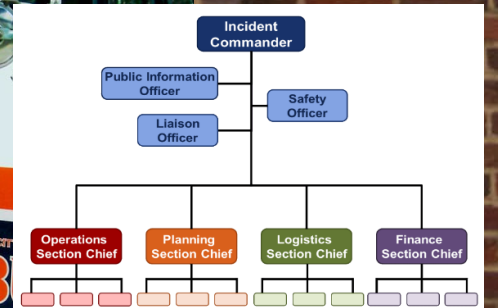 Incident
Commander
Public Information
Officer
Safety
Officer
Liaison
Officer
Operations
Section Chief
Planning
Section Chief
Logistics
Section Chief
Finance
Section Chief